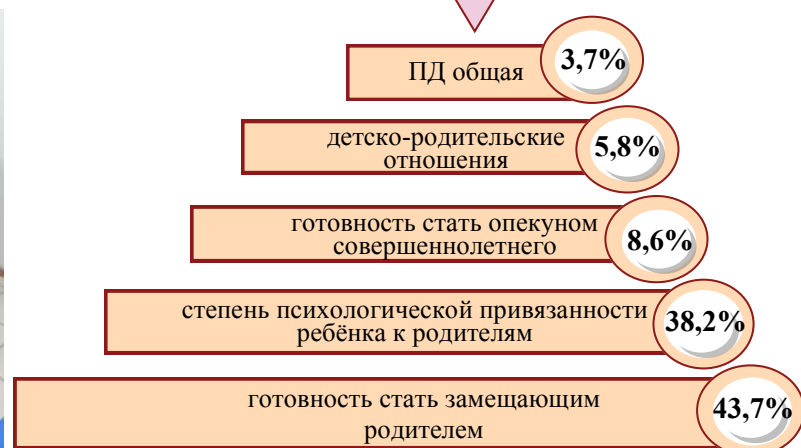 ПД общая 3,7%
детско-родительские
отношения 5,8%
готовность стать опекуном
совершеннолетнего 8,6%
степень психологической привязанности
ребёнка к родителям 38,2%
готовность стать замещающим
родителем 43,7%